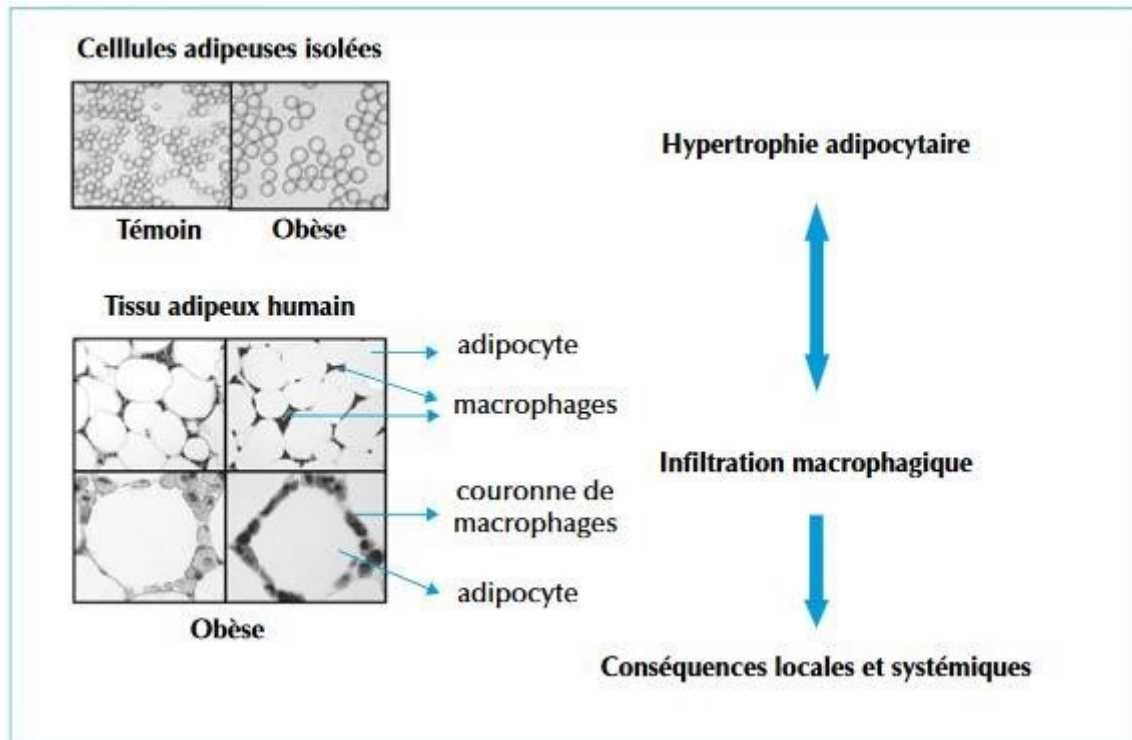 Celllules adipeuses isolées
Témoin
Obèse
Tissu adipeux humain
adipocyte
macrophages
couronne de
macrophages
adipocyte
Obèse
Hypertrophie adipocytaire
Infiltration macrophagique
Conséquences locales et systémiques